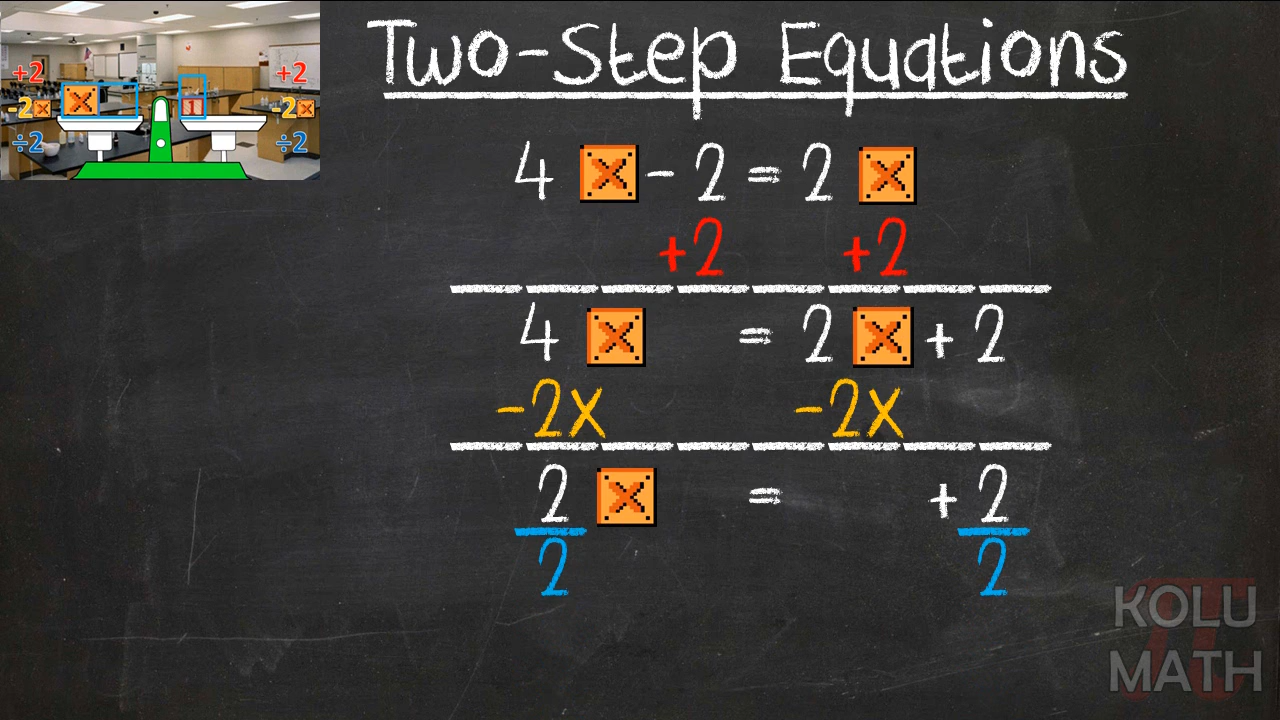 Two-Step Equations
+2 +2
-2X X 1 -2X
÷2 ÷2
4 X - 2 = 2 X
+2 +2
4 X = 2 X + 2
-2X -2X
2 X = + 2
2 2
KOLU
MATH